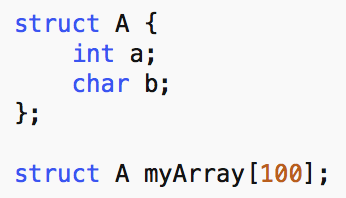 struct A {
    int a;
    char b;
};

struct A myArray[100];